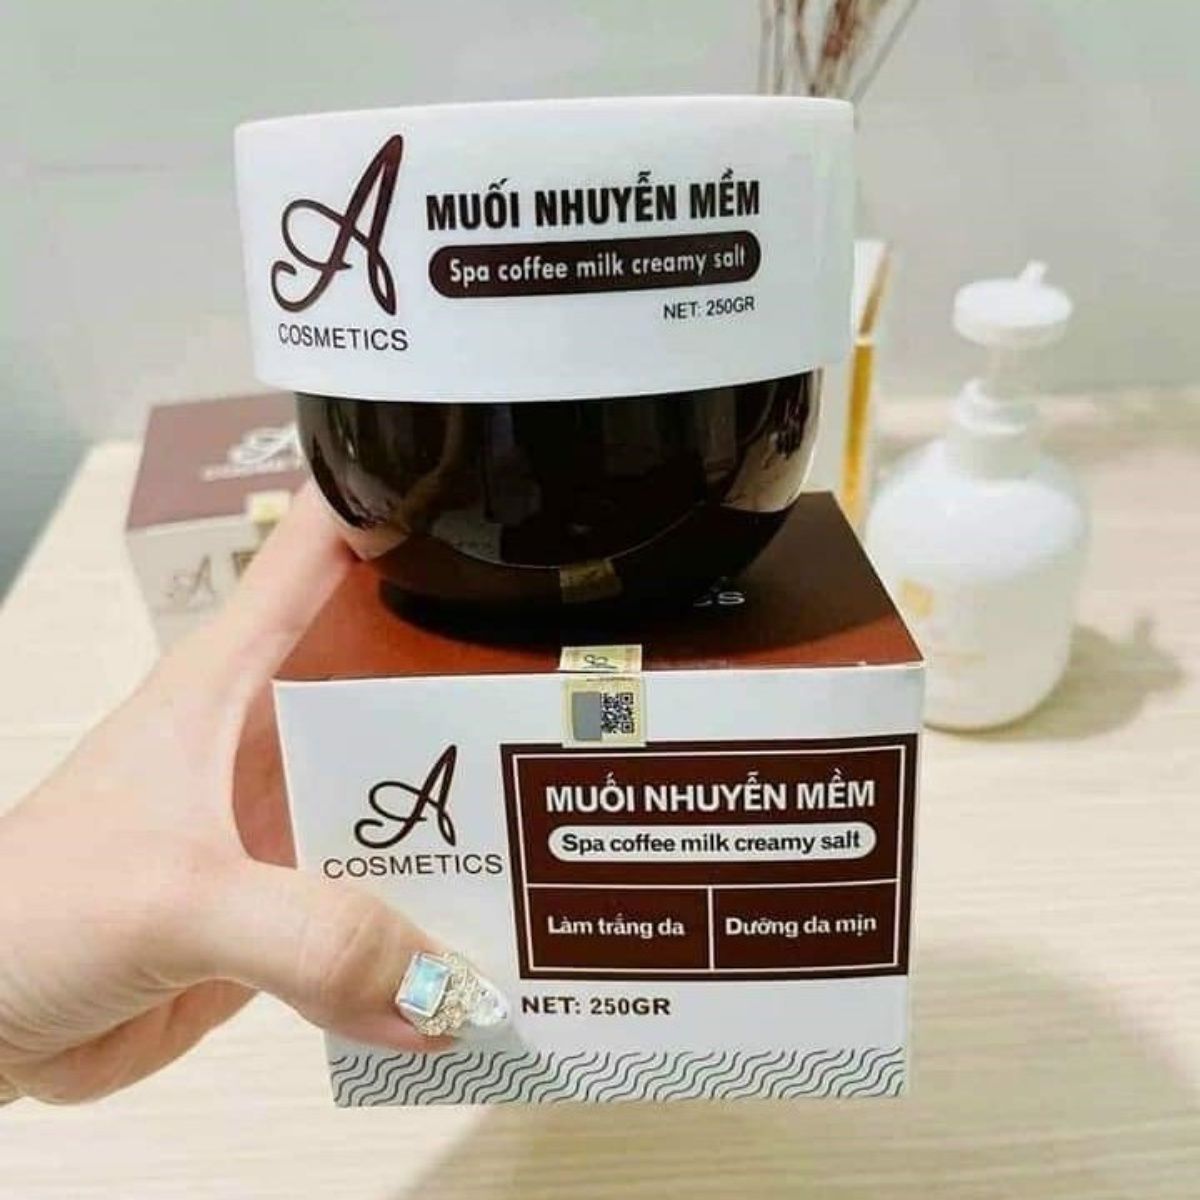 A
COSMETICS
MUỐI NHUYỄN MỀM
Spa coffee milk creamy salt
NET: 250GR
A
COSMETICS
MUỐI NHUYỄN MỀM
Spa coffee milk creamy salt
Làm trắng da
Dưỡng da mịn
NET: 250GR